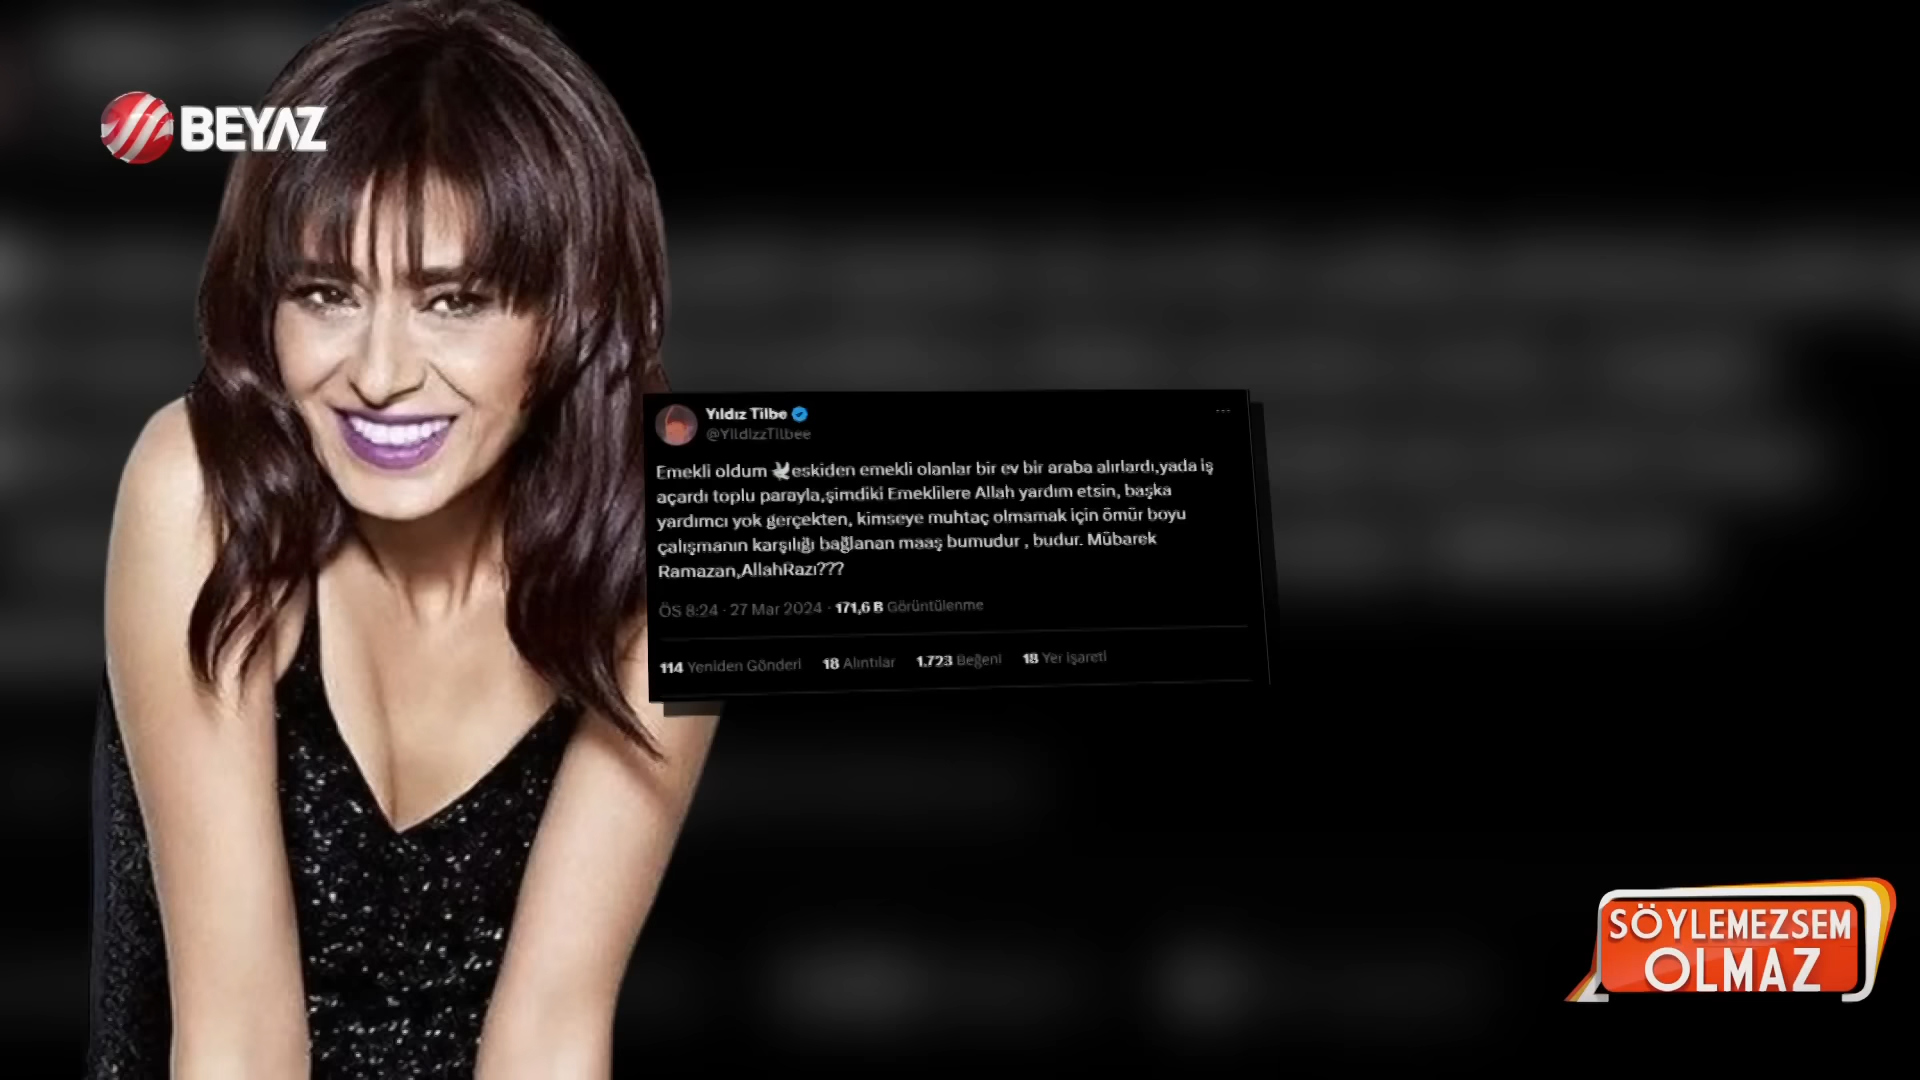 BEYAZ
Yıldız Tilbe
@YildizzTilbee
Emekli oldum 🕊eskiden emekli olanlar bir ev bir araba alırlardı,yada iş
açardı toplu parayla,şimdiki Emeklilere Allah yardım etsin, başka
yardımcı yok gerçekten, kimseye muhtaç olmamak için ömür boyu
çalışmanın karşılığı bağlanan maaş bumudur , budur. Mübarek
Ramazan,AllahRazı???
ÖS 8:24 · 27 Mar 2024 · 171,6 B Görüntülenme
114 Yeniden Gönderi 18 Alıntılar 1.723 Beğeni 18 Yer işareti
SÖYLEMEZSEM
OLMAZ